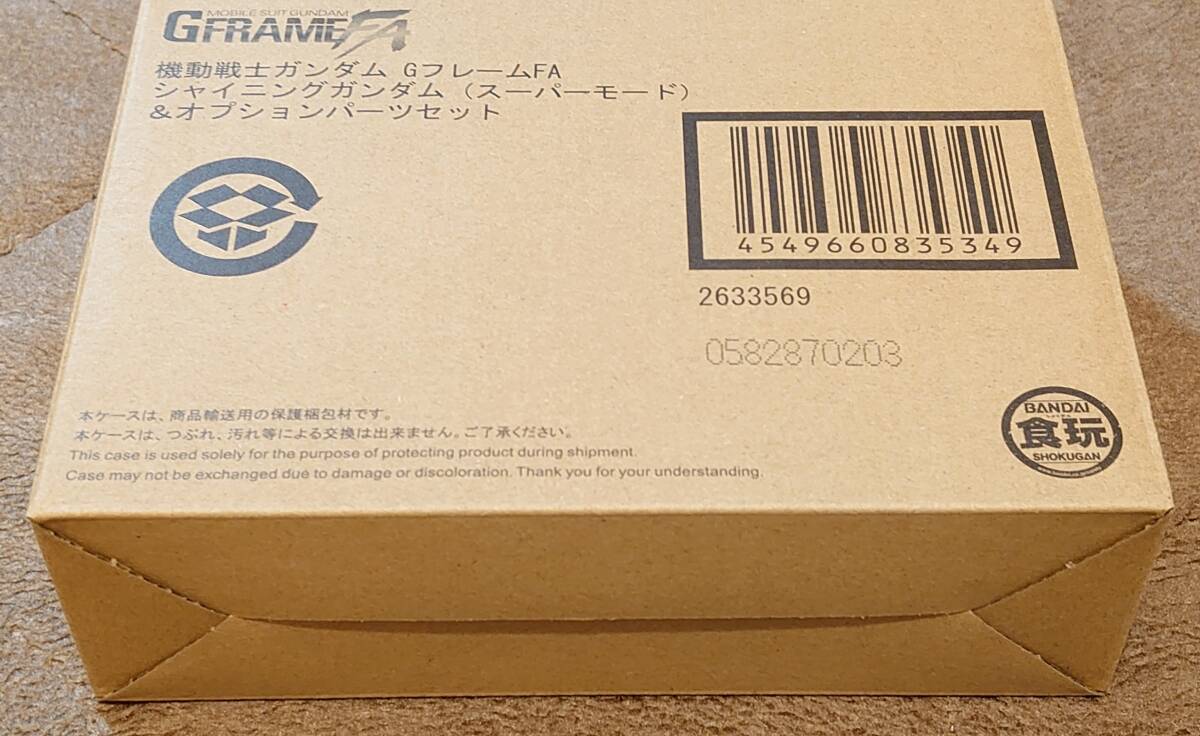 MOBILE SUIT GUNDAM
GFRAMEFA
機動戦士ガンダム GフレームFA
シャイニングガンダム（スーパーモード）
＆オプションパーツセット
4549660835349
2633569
0582870203
本ケースは、商品輸送用の保護梱包材です。
本ケースは、つぶれ、汚れ等による交換は出来ません。ご了承ください。
This case is used solely for the purpose of protecting product during shipment.
Case may not be exchanged due to damage or discoloration. Thank you for your understanding.
BANDAI
食玩
SHOKUGAN